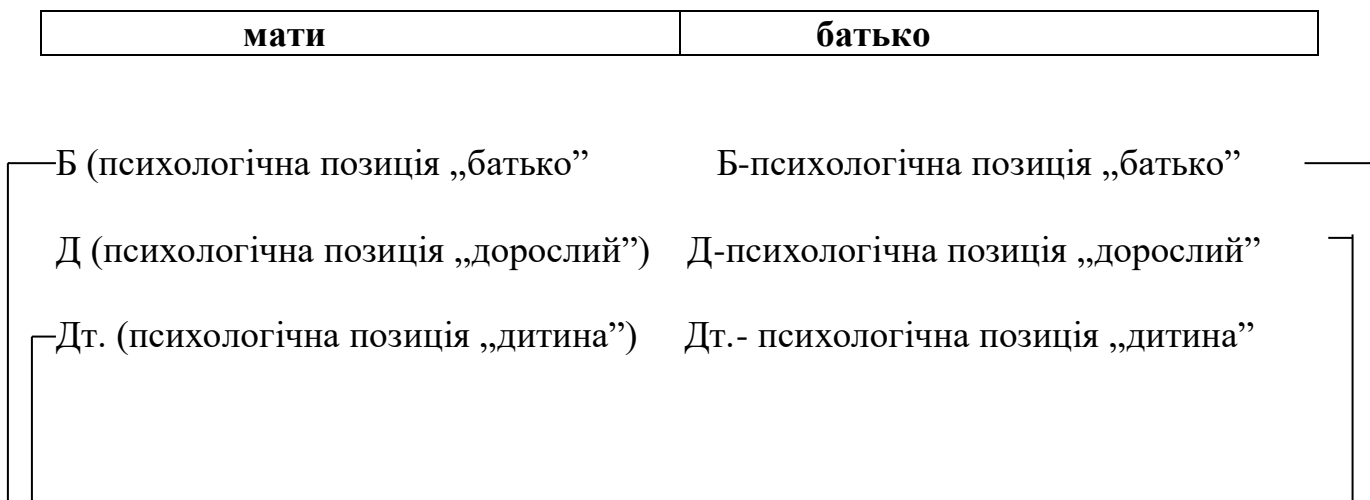 мати батько
Б (психологічна позиція „батько” Б-психологічна позиція „батько”
Д (психологічна позиція „дорослий”) Д-психологічна позиція „дорослий”
Дт. (психологічна позиція „дитина”) Дт.- психологічна позиція „дитина”